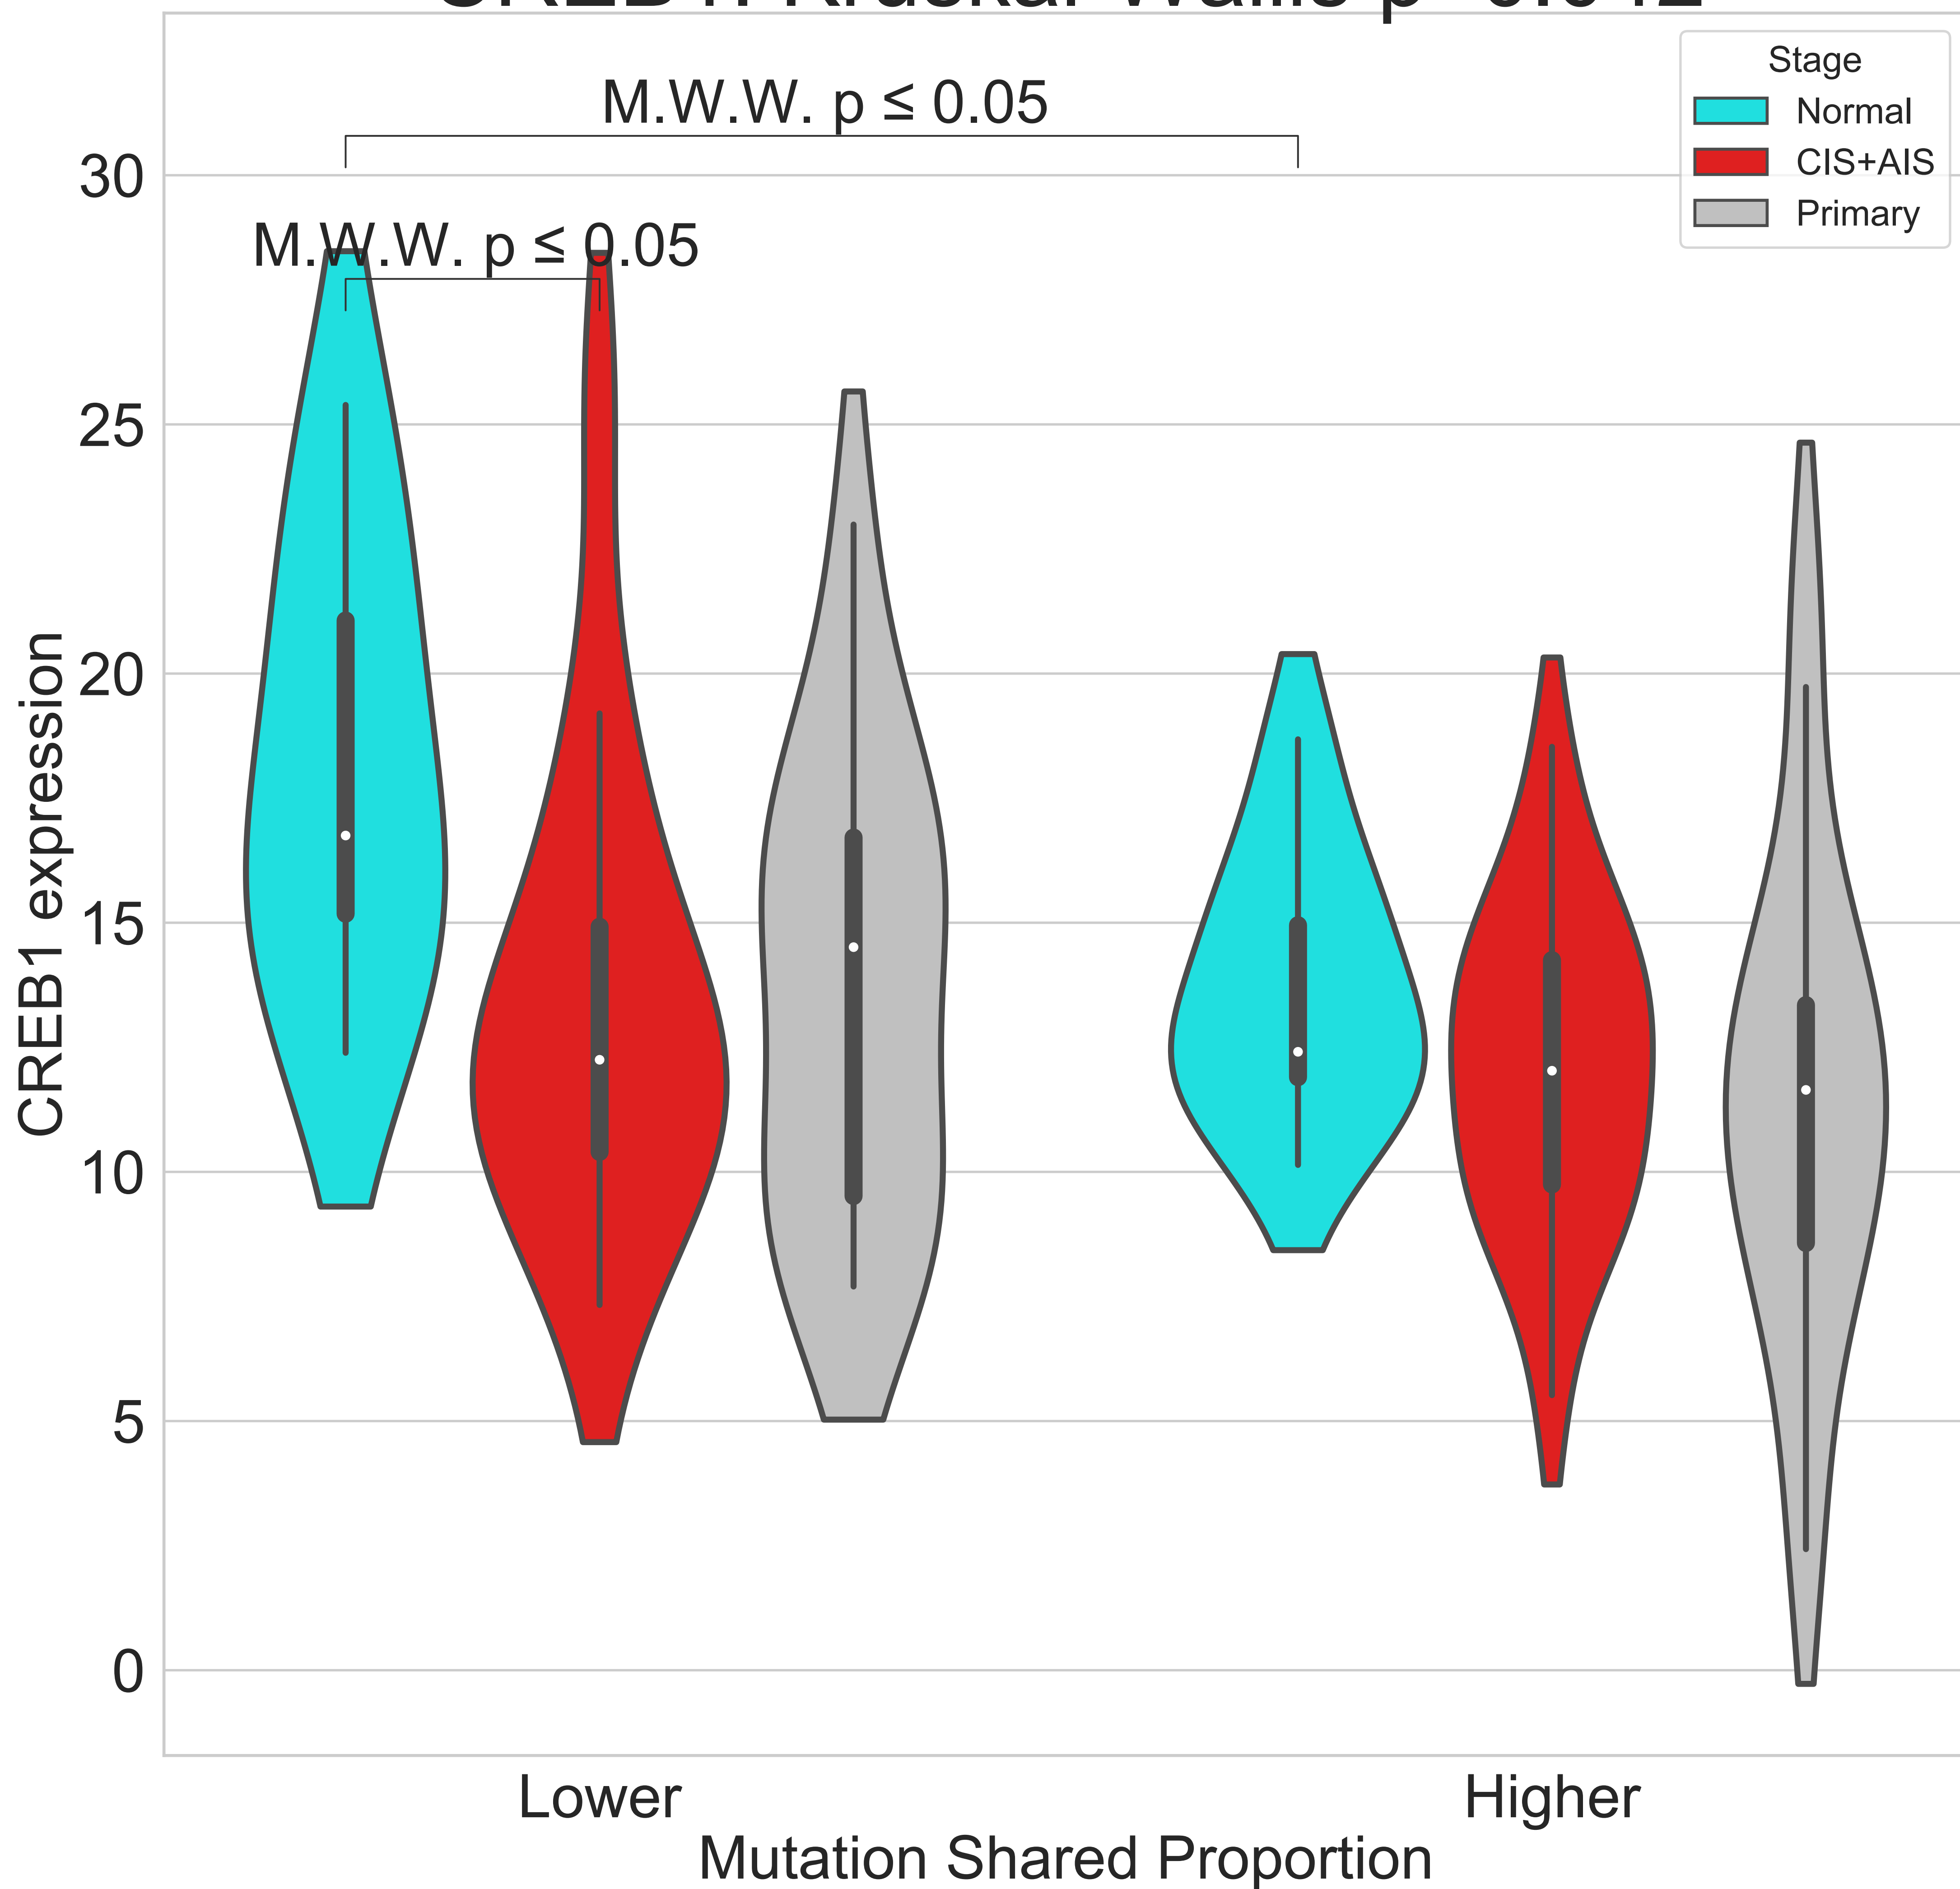 M.W.W. p ≤ 0.05
M.W.W. p ≤ 0.05
Stage
Normal
CIS+AIS
Primary
30
25
20
15
10
5
0
CREB1 expression
Lower
Higher
Mutation Shared Proportion